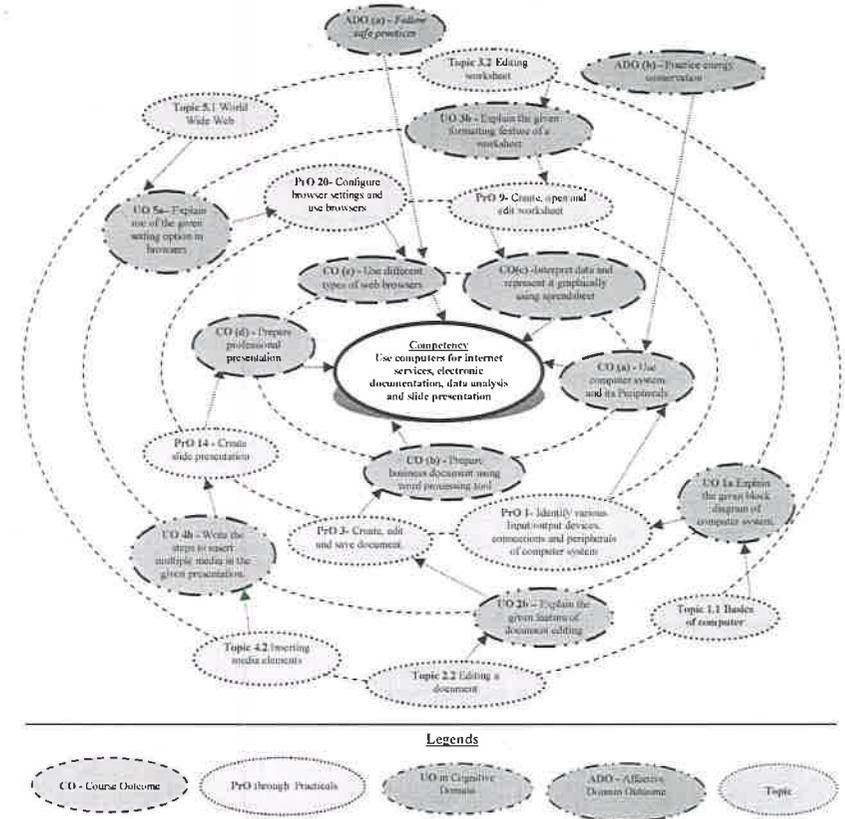 ADO (a) - Follow
safe practices
Topic 3.2 Editing
worksheet
ADO (b) - Practice energy
conservation
Topic 5.1 World
Wide Web
UO 3b - Explain the given
formatting feature of a
worksheet
PrO 20- Configure
browser settings and
use browsers
PrO 9- Create, open and
edit worksheet
UO 5a- Explain
use of the given
setting option in
browsers
CO (e) - Use different
types of web browsers
CO(c) -Interpret data and
represent it graphically
using spreedsheet
CO (d) - Prepare
professional
presentation
Competency
Use computers for internet
services, electronic
documentation, data analysis
and slide presentation
CO (a) - Use
computer system
and its Peripherals
PrO 14 - Create
slide presentation
CO (b) - Prepare
business document using
word processing tool
UO 1a Explain
the given block
diagram of
computer system.
PrO 1- Identify various
Input/output devices,
connections and peripherals
of computer system
PrO 3- Create, edit
and save document.
UO 4b - Write the
steps to insert
multiple media in the
given presentation.
UO 2b - Explain the
given feature of
document editing
Topic 1.1 Basics
of computer
Topic 4.2 Inserting
media elements
Topic 2.2 Editing a
document
Legends
CO - Course Outcome
PrO through Practicals
UO in Cognitive
Domain
ADO - Affective
Domain Outcome
Topic